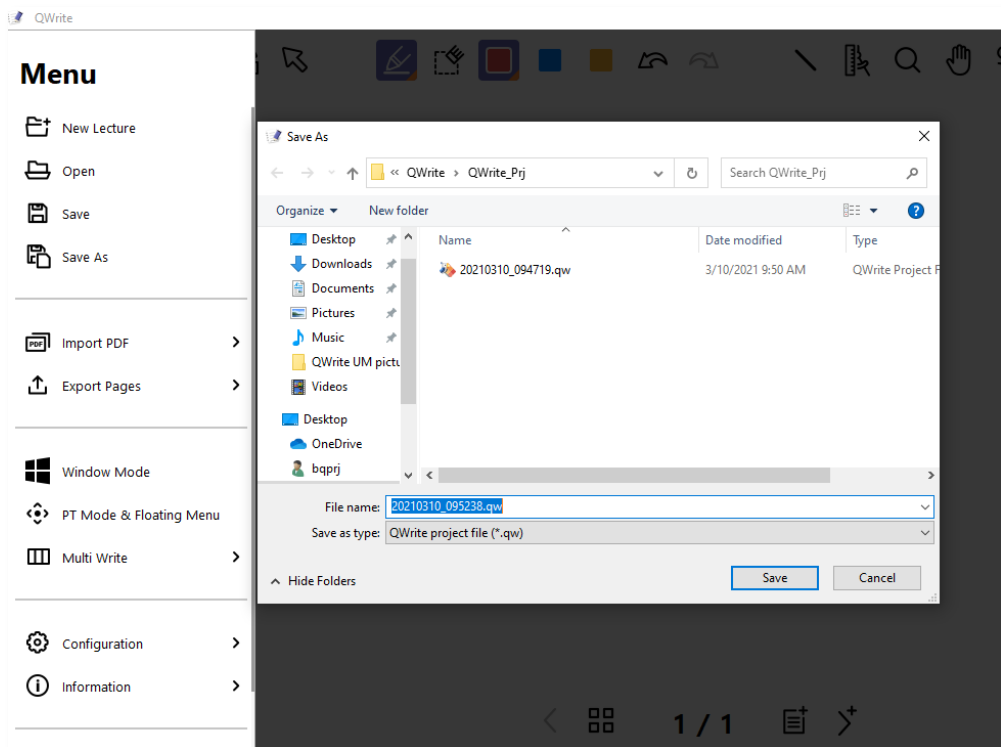 QWrite
Menu
New Lecture
Open
Save
Save As
PDF
Import PDF
Export Pages
Window Mode
PT Mode & Floating Menu
Multi Write
Configuration
Information
Save As
« QWrite › QWrite_Prj
Search QWrite_Prj
Organize
New folder
?
Desktop
Downloads
Documents
Pictures
Music
QWrite UM pictu
Videos
Desktop
OneDrive
bqprj
Name Date modified Type
20210310_094719.qw 3/10/2021 9:50 AM QWrite Project F
File name: 20210310_095238.qw
Save as type: QWrite project file (*.qw)
Hide Folders
Save Cancel
1 / 1